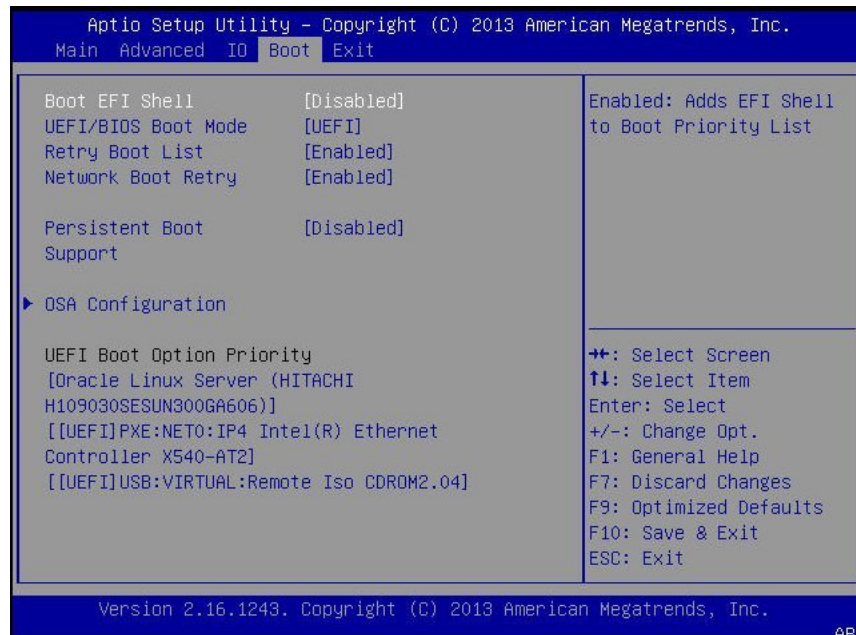 Aptio Setup Utility – Copyright (C) 2013 American Megatrends, Inc.
Main Advanced IO Boot Exit
Boot EFI Shell [Disabled]
UEFI/BIOS Boot Mode [UEFI]
Retry Boot List [Enabled]
Network Boot Retry [Enabled]
Persistent Boot [Disabled]
Support
OSA Configuration
UEFI Boot Option Priority
[Oracle Linux Server (HITACHI
H109030SESUN300GA606)]
[[UEFI]PXE:NET0:IP4 Intel(R) Ethernet
Controller X540-AT2]
[[UEFI]USB:VIRTUAL:Remote Iso CDROM2.04]
Enabled: Adds EFI Shell
to Boot Priority List
→←: Select Screen
↑↓: Select Item
Enter: Select
+/-: Change Opt.
F1: General Help
F7: Discard Changes
F9: Optimized Defaults
F10: Save & Exit
ESC: Exit
Version 2.16.1243. Copyright (C) 2013 American Megatrends, Inc.